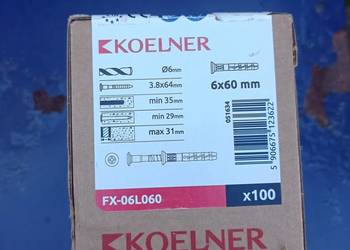 KOELNER
Ø6mm
3.8x64mm
min 35mm
min 29mm
max 31mm
6x60 mm
051634
5 906675 123622
FX-06L060
x100
KOELNER